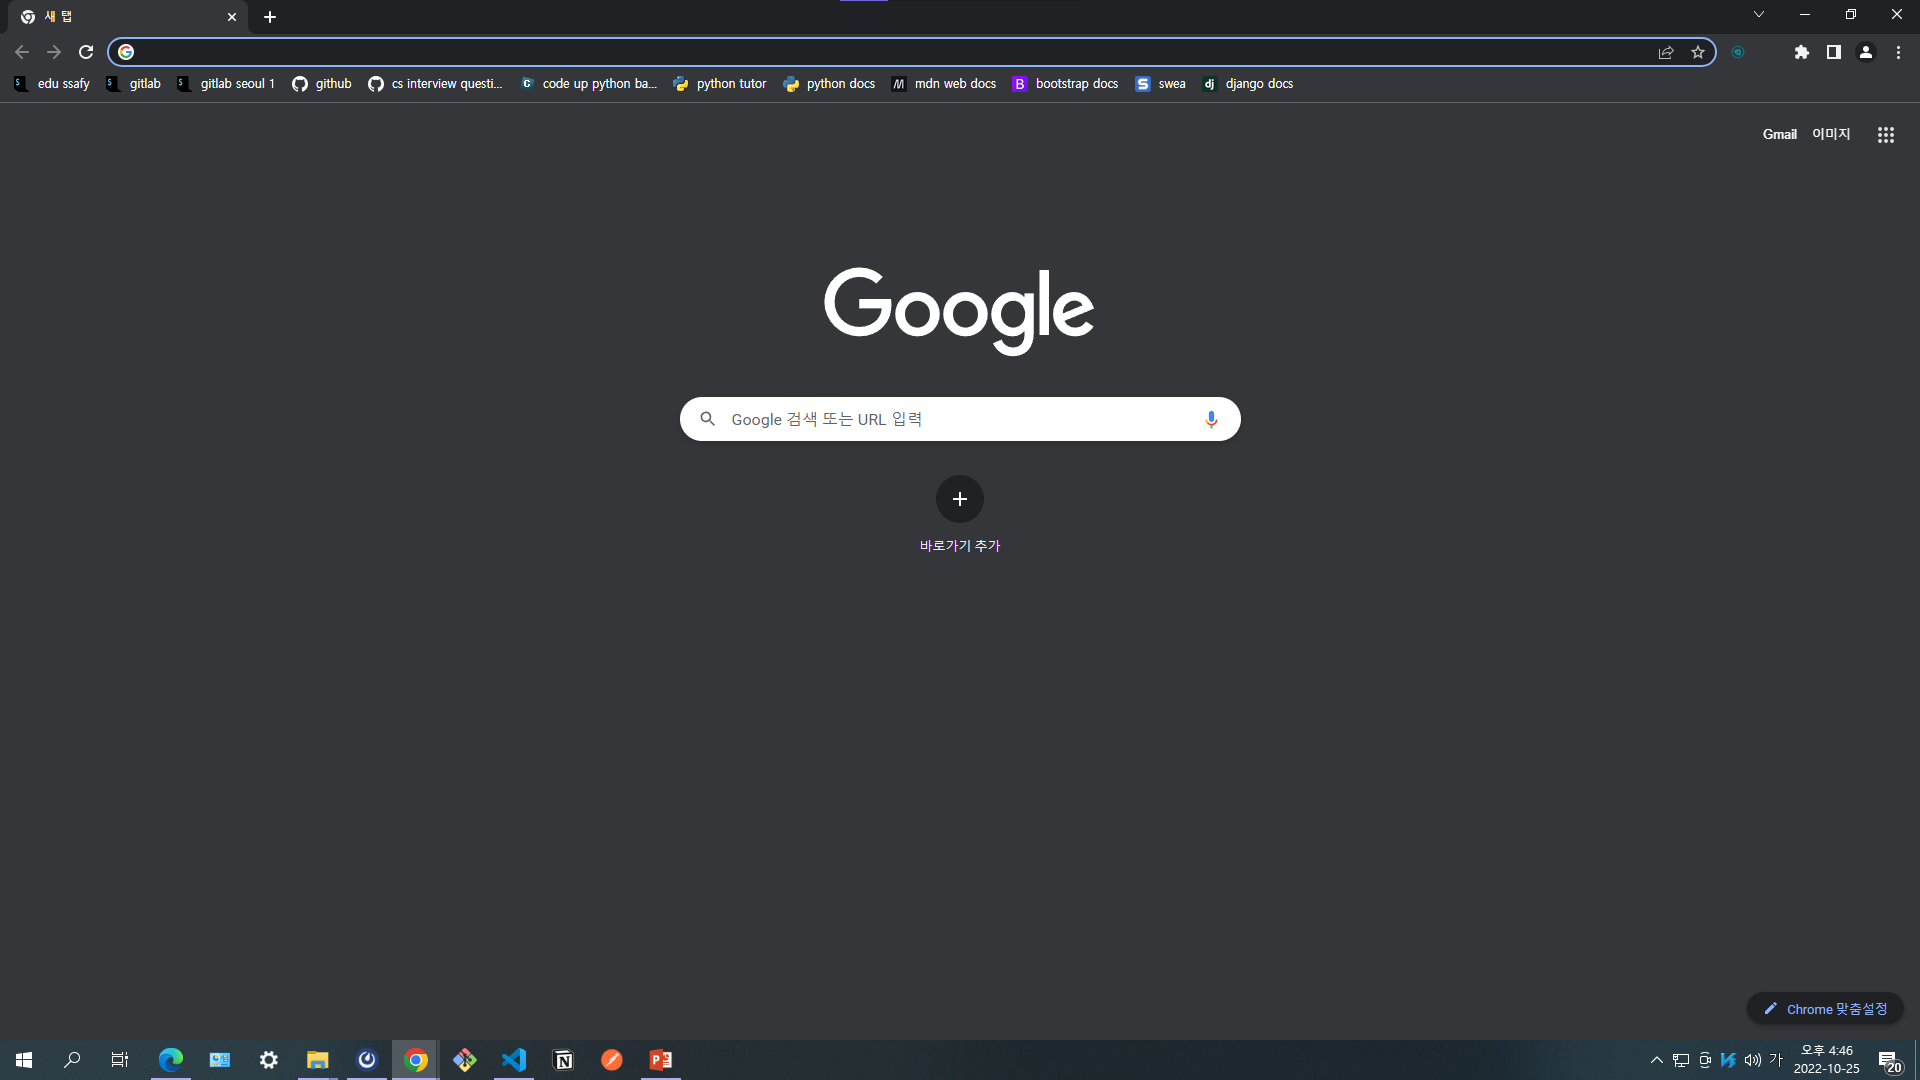 새 탭
edu ssafy gitlab gitlab seoul 1 github cs interview questi... code up python ba... python tutor python docs mdn web docs bootstrap docs swea django docs
Gmail 이미지
Google
Google 검색 또는 URL 입력
바로가기 추가
Chrome 맞춤설정
가 오후 4:46
2022-10-25
20